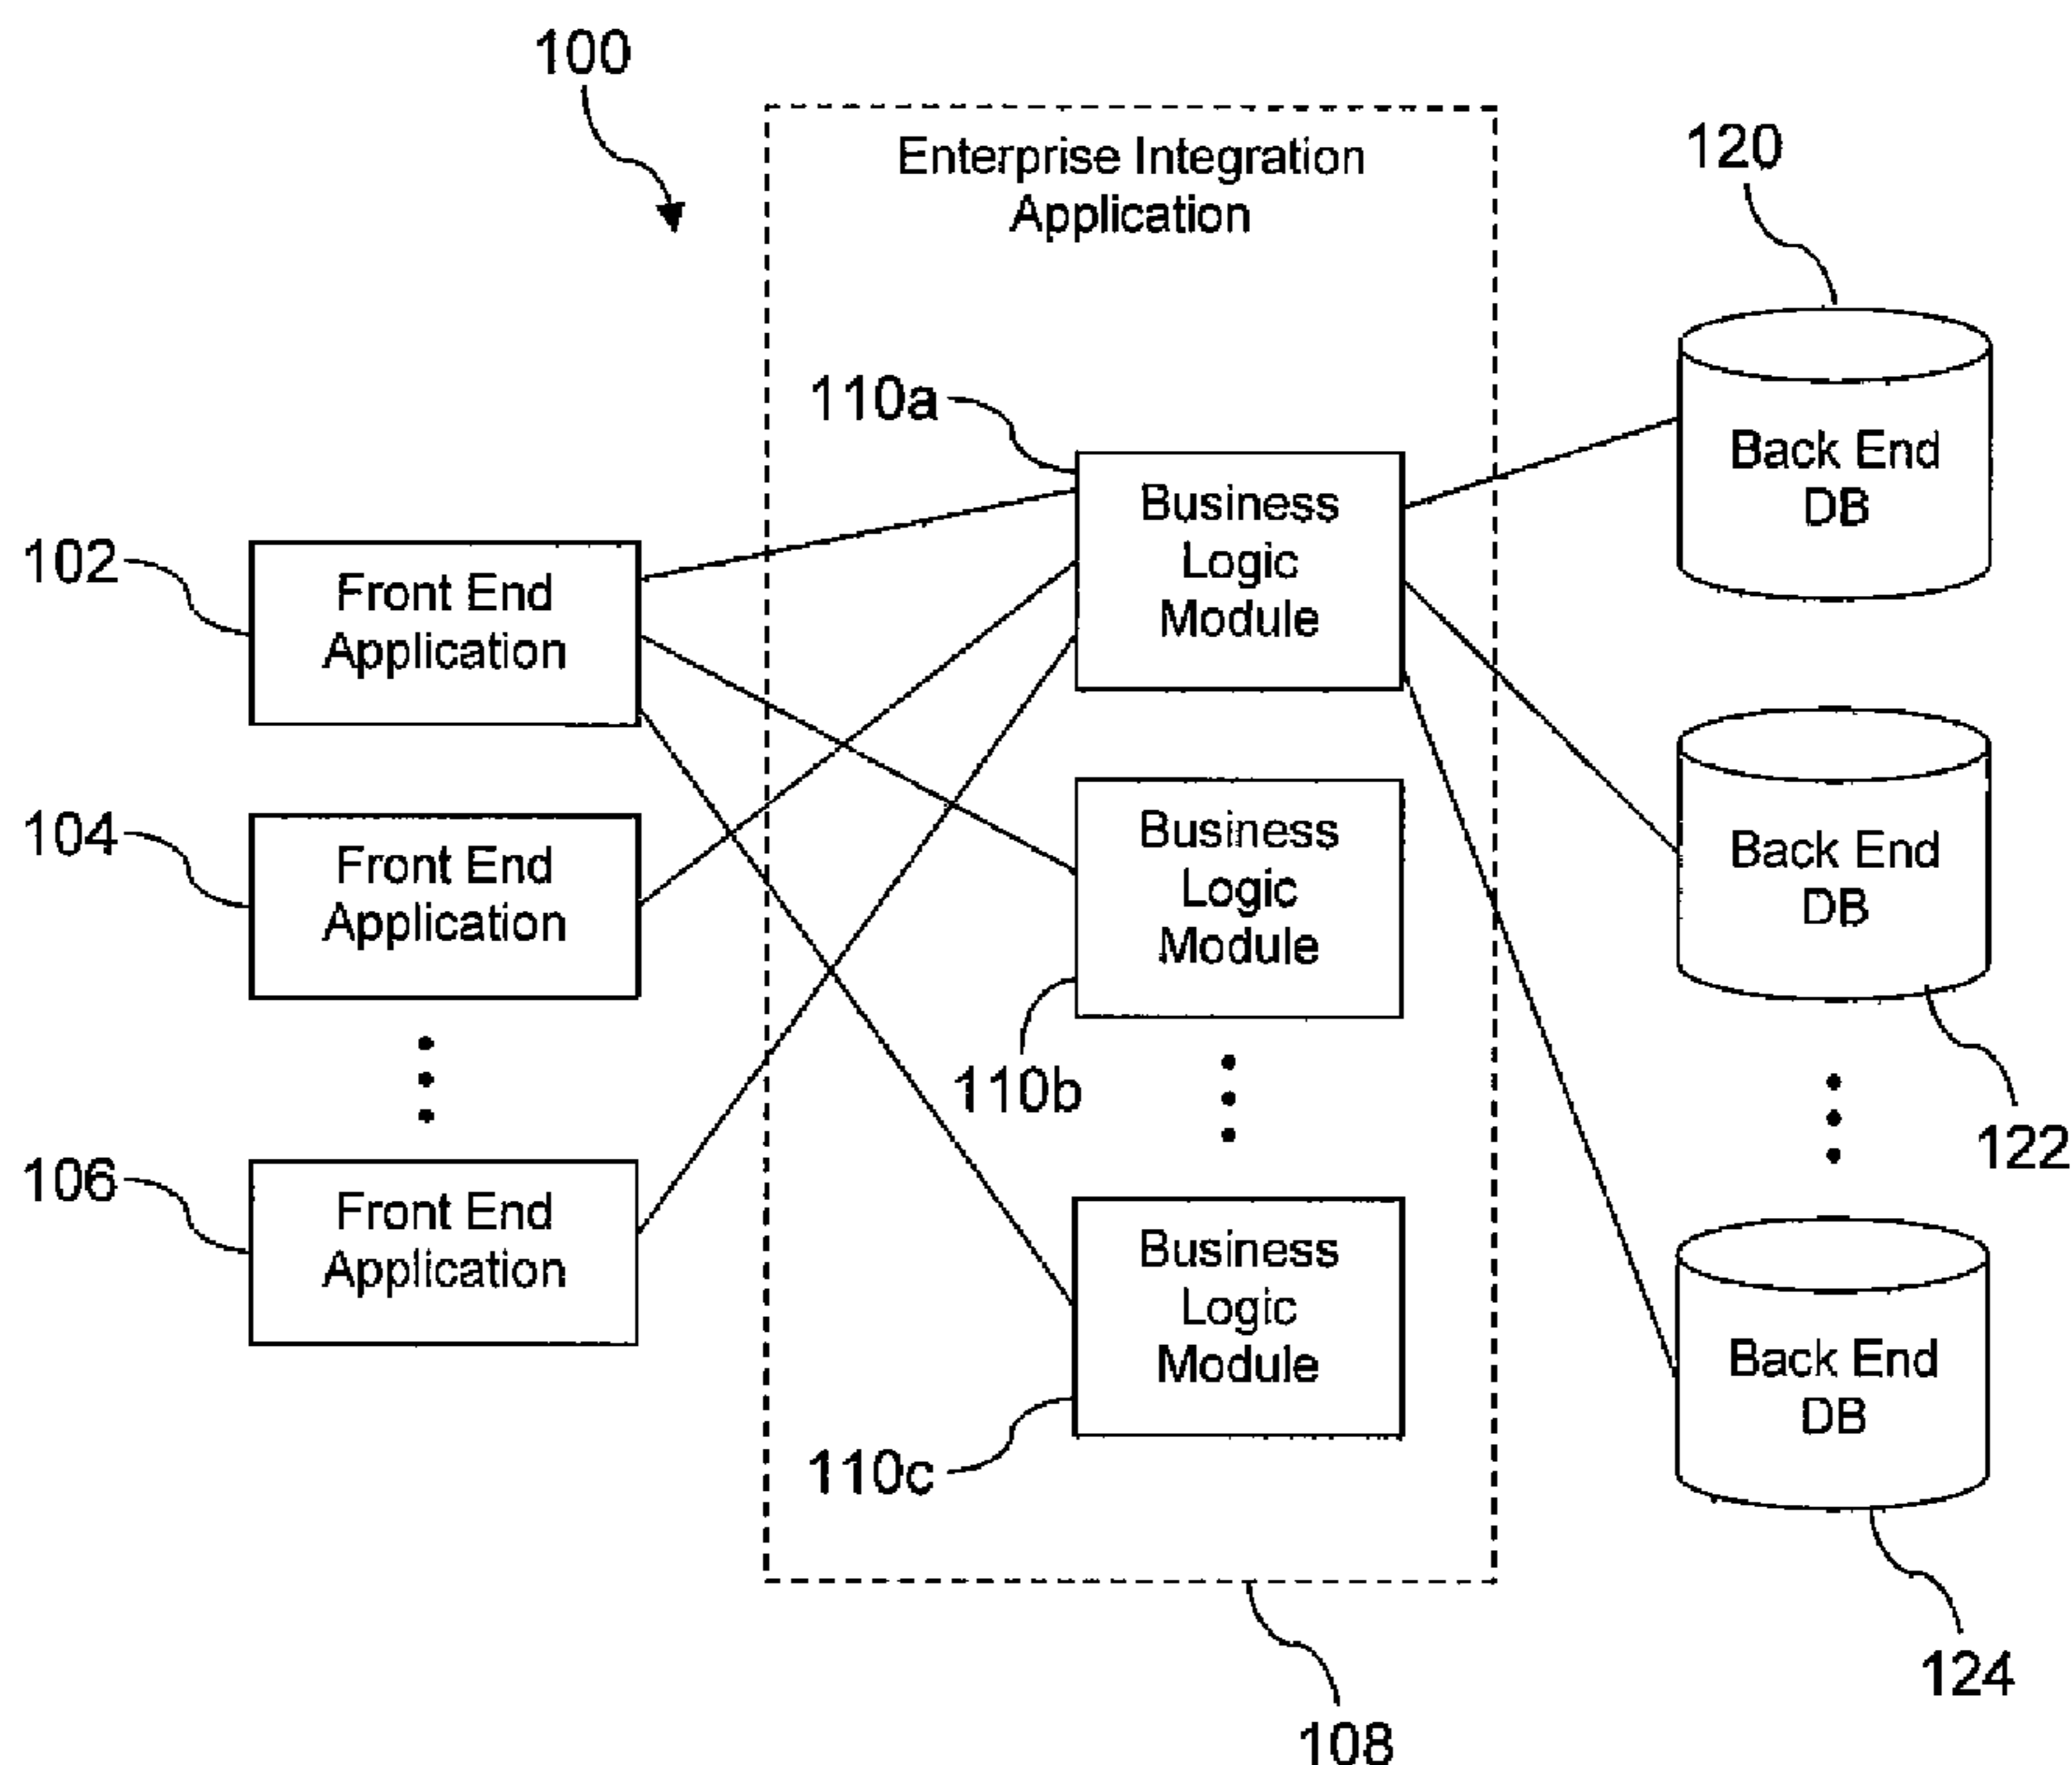 100
Enterprise Integration
Application
120
110a
Business
Logic
Module
Back End
DB
102
Front End
Application
104
Front End
Application
Business
Logic
Module
Back End
DB
110b
122
106
Front End
Application
Business
Logic
Module
Back End
DB
110c
124
108